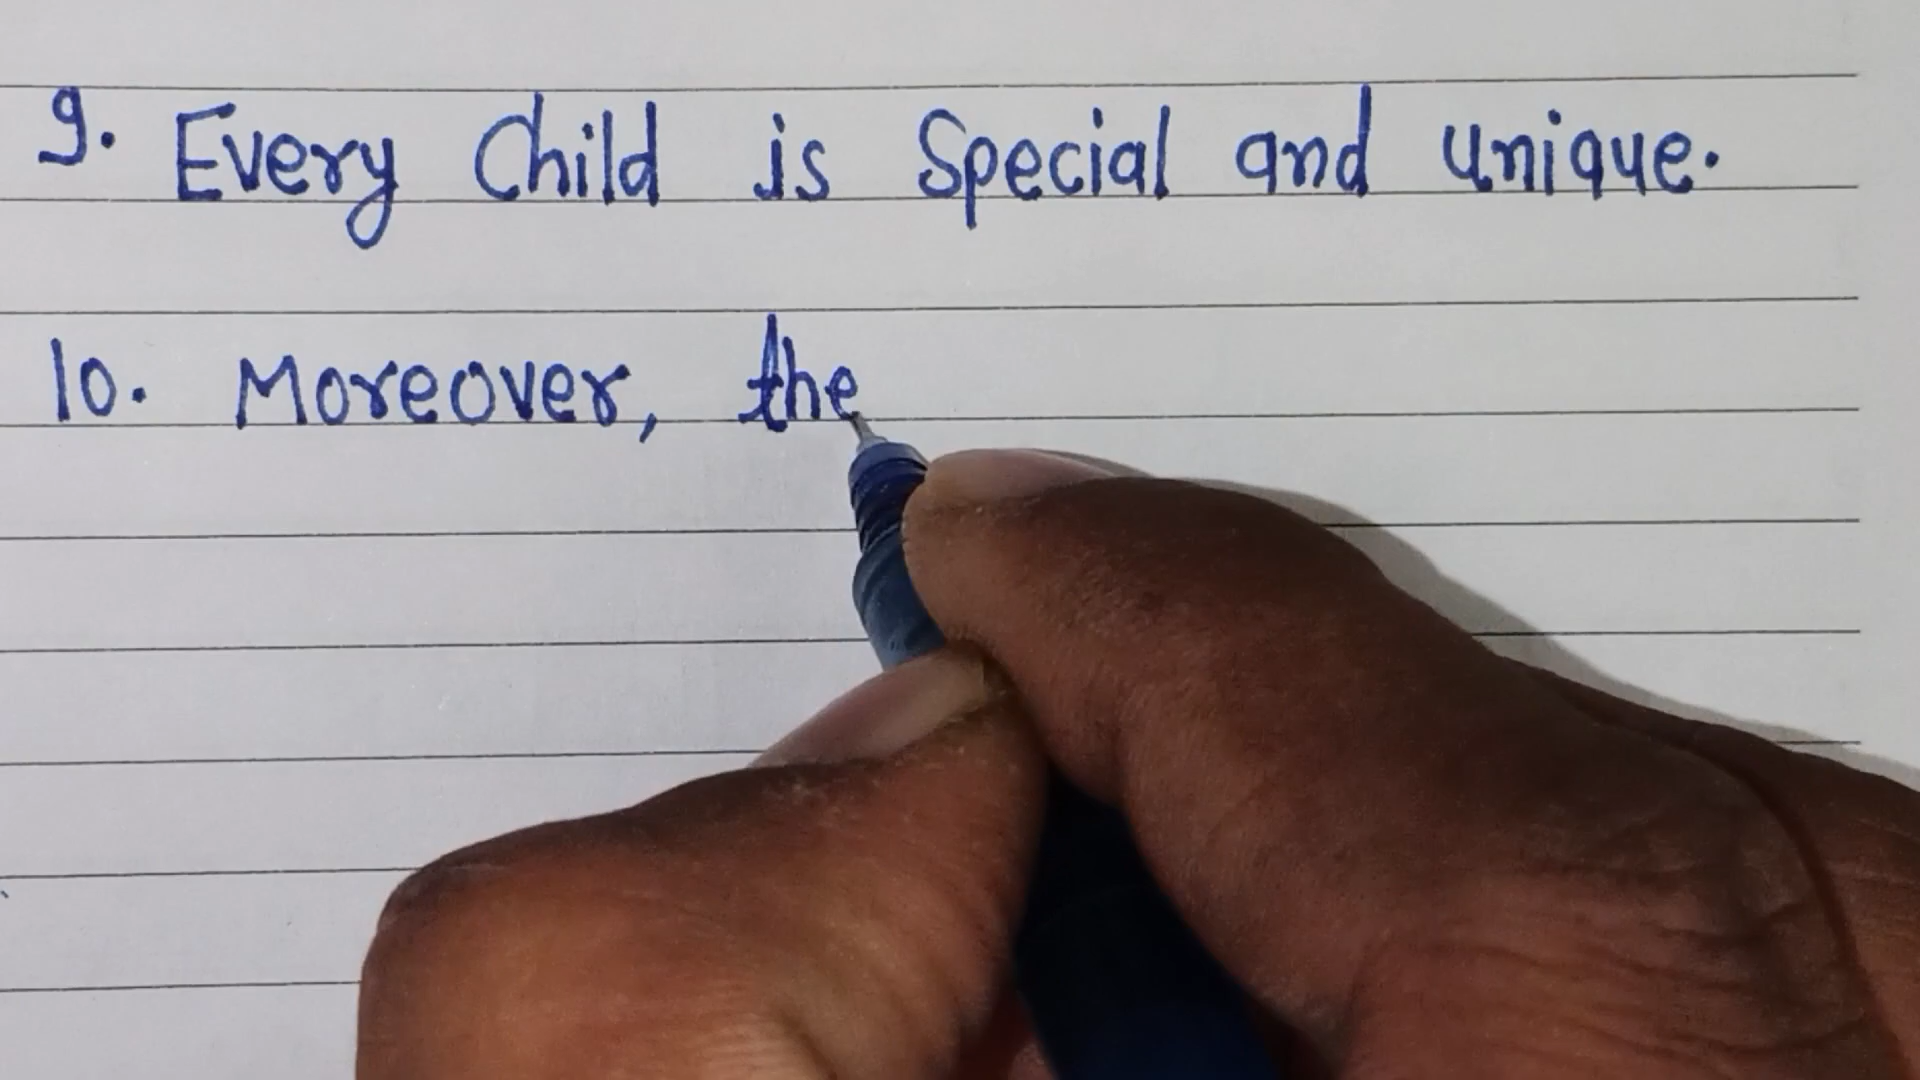 9. Every Child is Special and unique.
10. Moreover, the